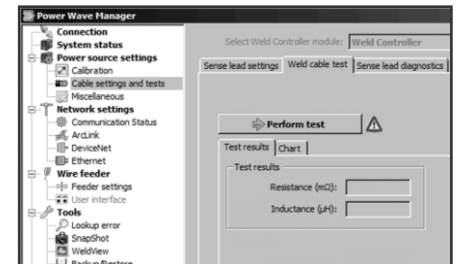 Power Wave Manager
Connection
System status
Power source settings
Calibration
Cable settings and tests
Miscellaneous
Network settings
Communication Status
ArcLink
DeviceNet
Ethernet
Wire feeder
Feeder settings
User interface
Tools
Lookup error
SnapShot
WeldView
Backup/Restore
Select Weld Controller module: Weld Controller
Sense lead settings Weld cable test Sense lead diagnostics
Perform test
Test results Chart
Test results
Resistance (mΩ):
Inductance (μH):